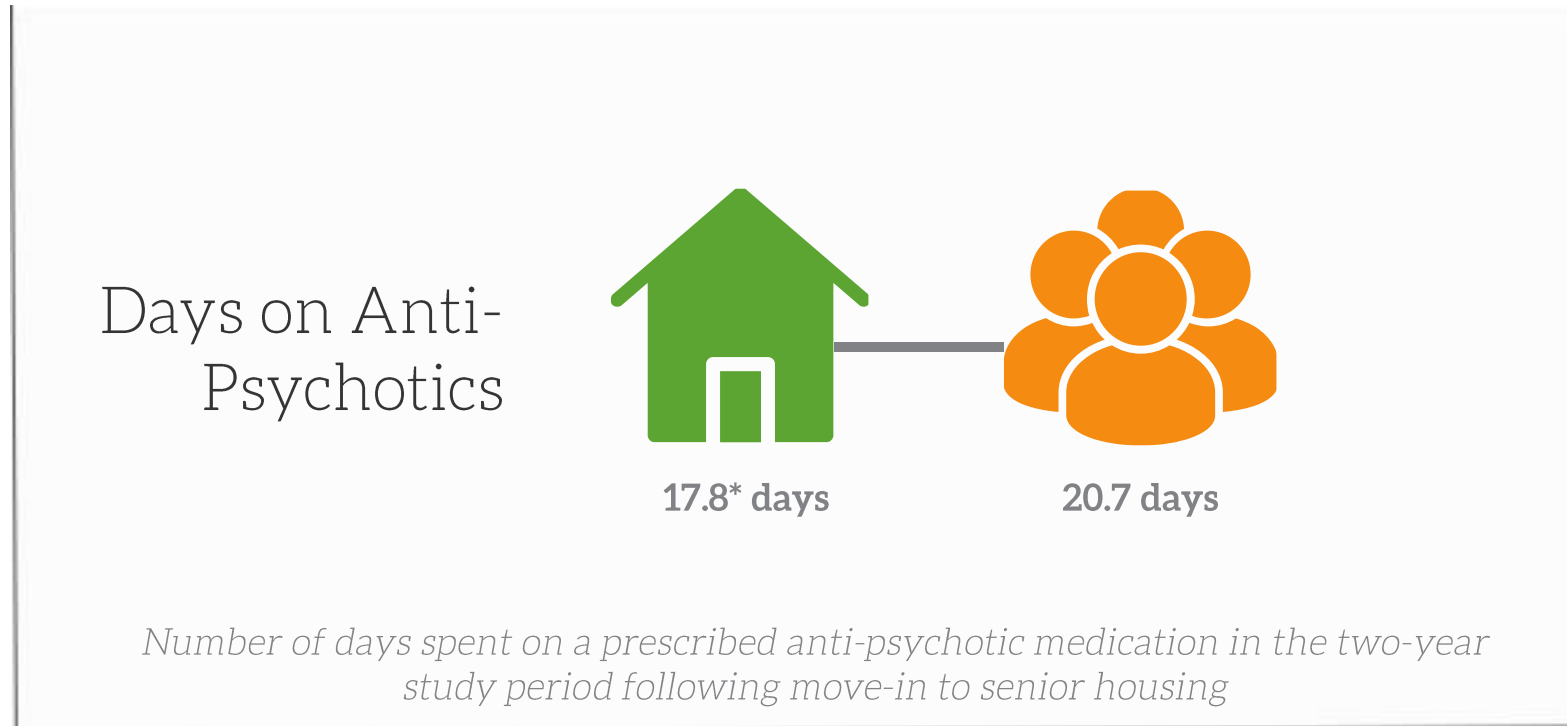 Days on Anti-
Psychotics
17.8* days
20.7 days
Number of days spent on a prescribed anti-psychotic medication in the two-year
study period following move-in to senior housing